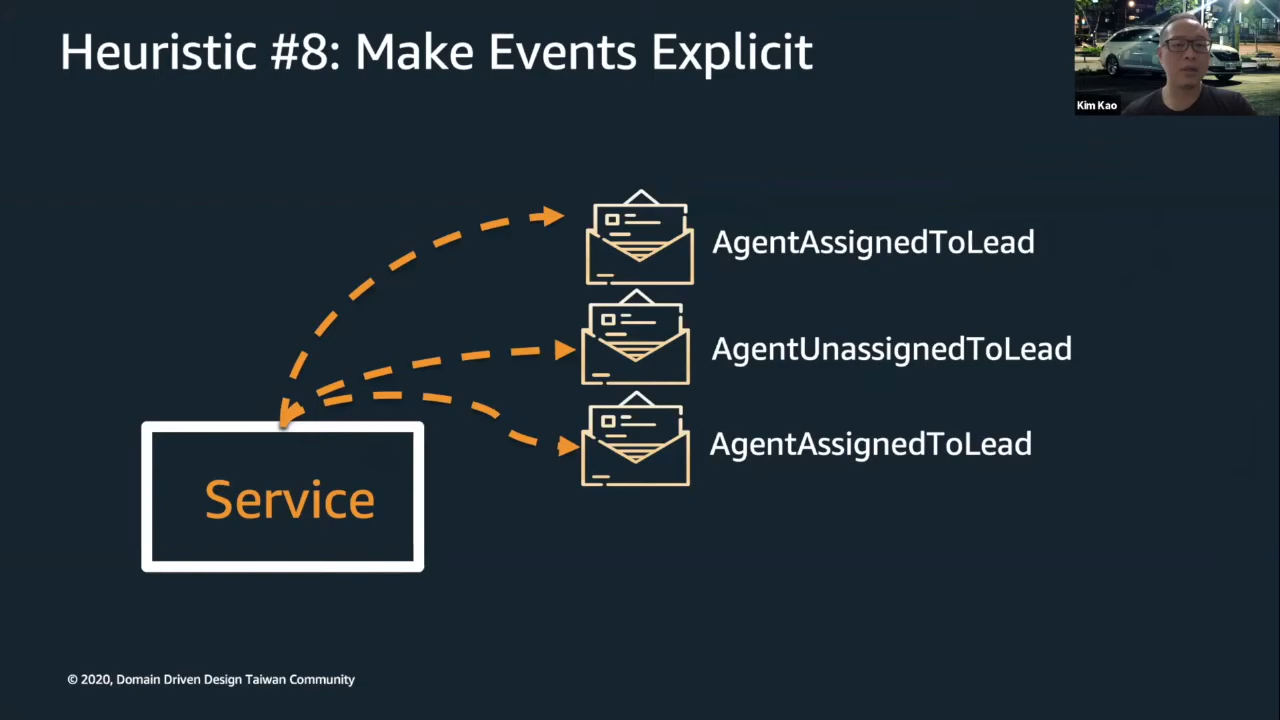 Heuristic #8: Make Events Explicit
Kim Kao
AgentAssignedToLead
AgentUnassignedToLead
AgentAssignedToLead
Service
© 2020, Domain Driven Design Taiwan Community